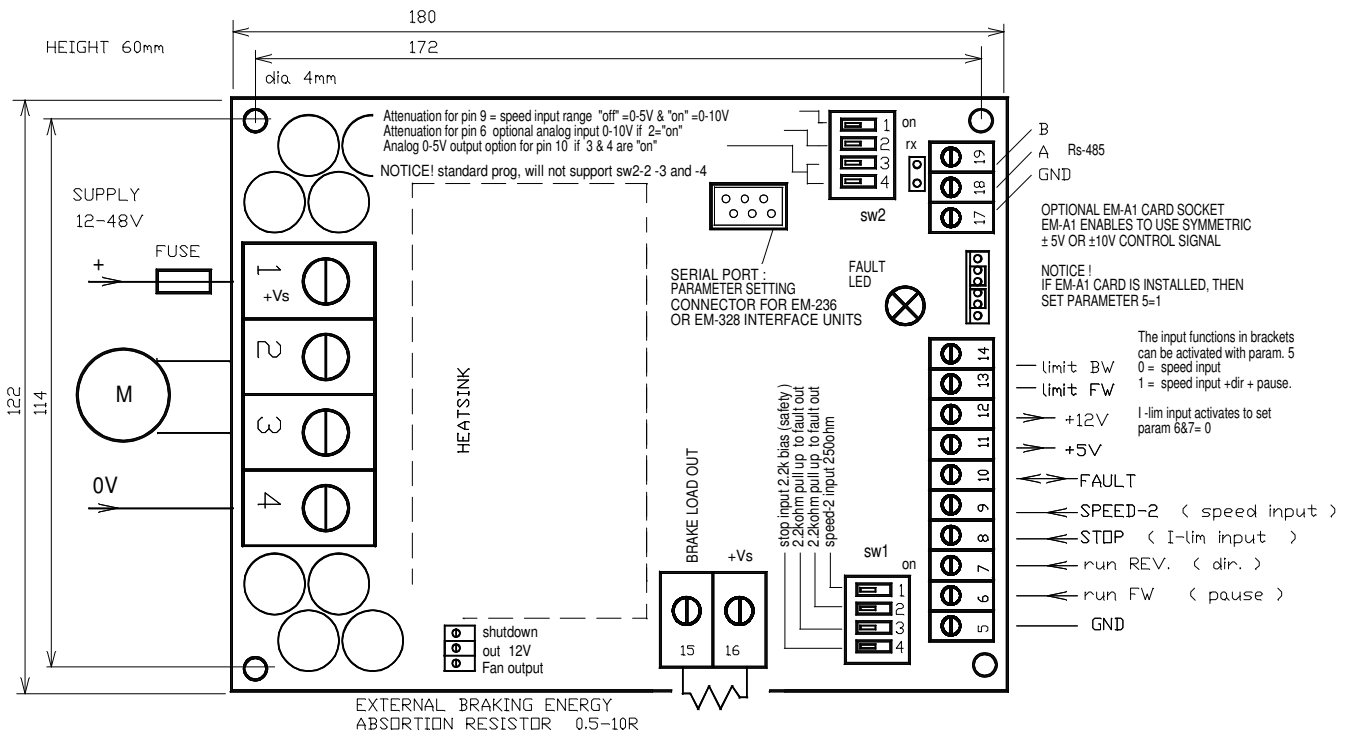 180
HEIGHT 60mm
172
dia 4mm
Attenuation for pin 9 = speed input range "off" =0-5V & "on" =0-10V
Attenuation for pin 6 optional analog input 0-10V if 2="on"
Analog 0-5V output option for pin 10 if 3 & 4 are "on"
NOTICE! standard prog, will not support sw2-2 -3 and -4
1 on
2 rx
3
4
sw2
19
18
17
B
A Rs-485
GND
OPTIONAL EM-A1 CARD SOCKET
EM-A1 ENABLES TO USE SYMMETRIC
± 5V OR ±10V CONTROL SIGNAL
NOTICE !
IF EM-A1 CARD IS INSTALLED, THEN
SET PARAMETER 5=1
SUPPLY
12-48V
+
FUSE
1
+Vs
2
3
4
M
0V
122
114
HEATSINK
SERIAL PORT :
PARAMETER SETTING
CONNECTOR FOR EM-236
OR EM-328 INTERFACE UNITS
FAULT
LED
The input functions in brackets
can be activated with param. 5
0 = speed input
1 = speed input +dir + pause.
I -lim input activates to set
param 6&7= 0
14
13
12
11
10
9
8
7
6
5
limit BW
limit FW
+12V
+5V
FAULT
SPEED-2 ( speed input )
STOP ( I-lim input )
run REV. ( dir. )
run FW ( pause )
GND
stop input 2.2k bias (safety)
2.2kohm pull up to fault out
2.2kohm pull up to fault out
speed-2 input 250ohm
sw1
on
1
2
3
4
BRAKE LOAD OUT
+Vs
15 16
shutdown
out 12V
Fan output
EXTERNAL BRAKING ENERGY
ABSORTION RESISTOR 0.5-10R